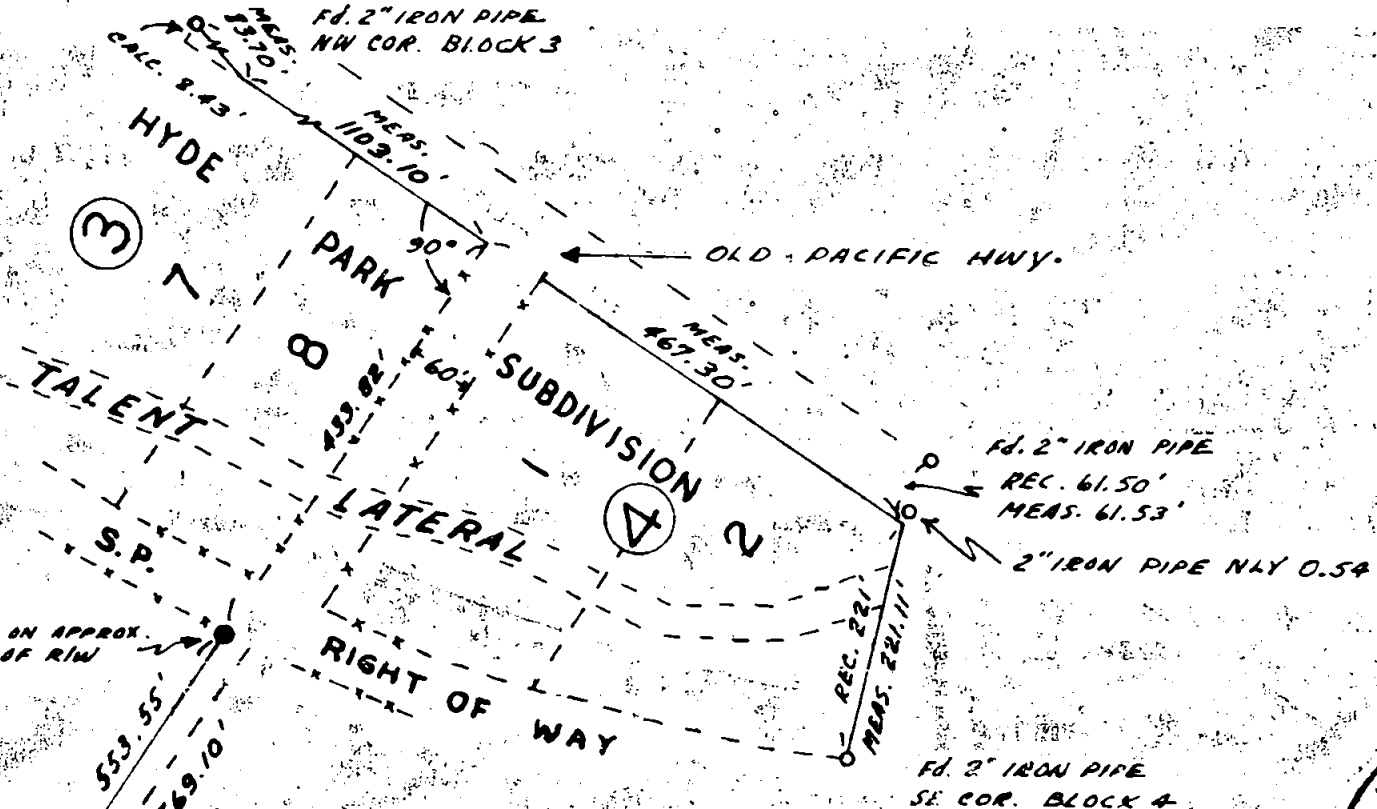 Fd. 2" IRON PIPE
NW COR. BLOCK 3
MEAS.
83.70'
CALC. 8.43'
MEAS.
1103.10'
HYDE
PARK
SUBDIVISION
3
7
8
90°
OLD PACIFIC HWY.
MEAS.
467.30'
60'
499.82'
TALENT
LATERAL
1
4
2
Fd. 2" IRON PIPE
REC. 61.50'
MEAS. 61.53'
2" IRON PIPE NLY 0.54
S.P.
RIGHT OF WAY
ON APPROX.
OF R/W
REC. 221'
MEAS. 221.11'
553.55'
69.10'
Fd. 2" IRON PIPE
SE COR. BLOCK 4